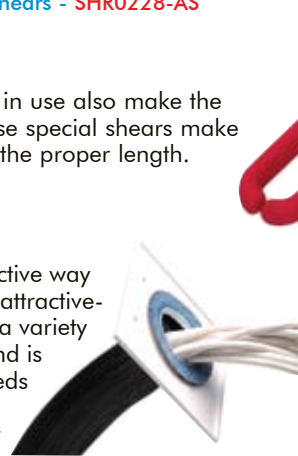 hears - SHR0228-AS
in use also make the
se special shears make
the proper length.
ctive way
attractive-
a variety
nd is
eds